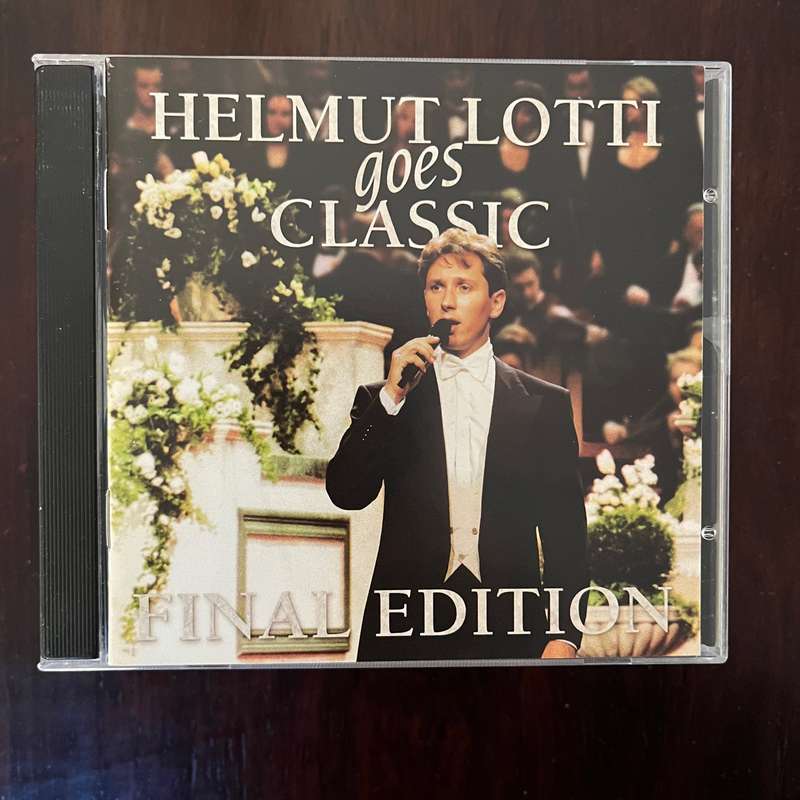 HELMUT LOTTI
goes
CLASSIC
FINAL EDITION